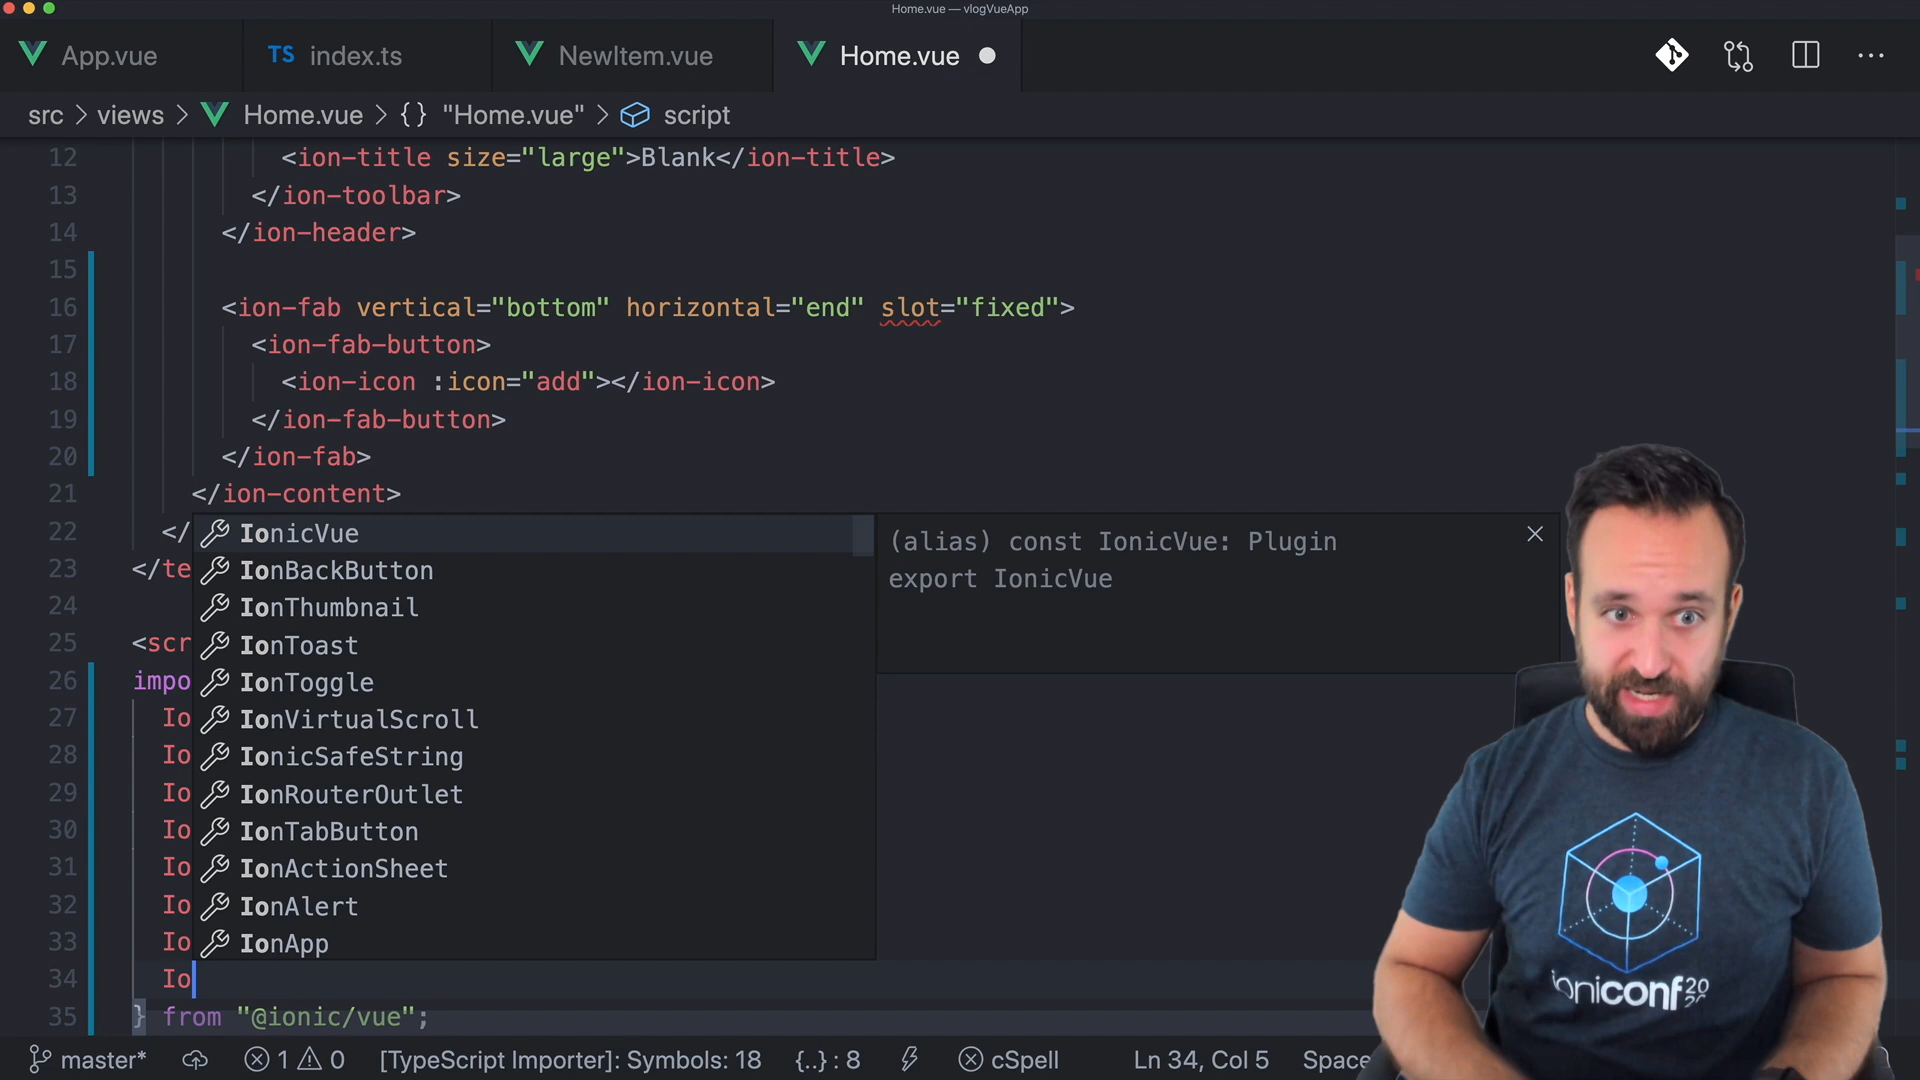 Home.vue — vlogVueApp
App.vue
TS index.ts
NewItem.vue
Home.vue
src > views > Home.vue > {} "Home.vue" > script
12 <ion-title size="large">Blank</ion-title>
13 </ion-toolbar>
14 </ion-header>
15
16 <ion-fab vertical="bottom" horizontal="end" slot="fixed">
17 <ion-fab-button>
18 <ion-icon :icon="add"></ion-icon>
19 </ion-fab-button>
20 </ion-fab>
21 </ion-content>
22 </
23 </te
24
25 <scr
26 impo
27 Io
28 Io
29 Io
30 Io
31 Io
32 Io
33 Io
34 Io
35 } from "@ionic/vue";
IonicVue
IonBackButton
IonThumbnail
IonToast
IonToggle
IonVirtualScroll
IonicSafeString
IonRouterOutlet
IonTabButton
IonActionSheet
IonAlert
IonApp
(alias) const IonicVue: Plugin
export IonicVue
ioniconf 2020
master* 1 0 [TypeScript Importer]: Symbols: 18 {..} : 8 cSpell Ln 34, Col 5 Space